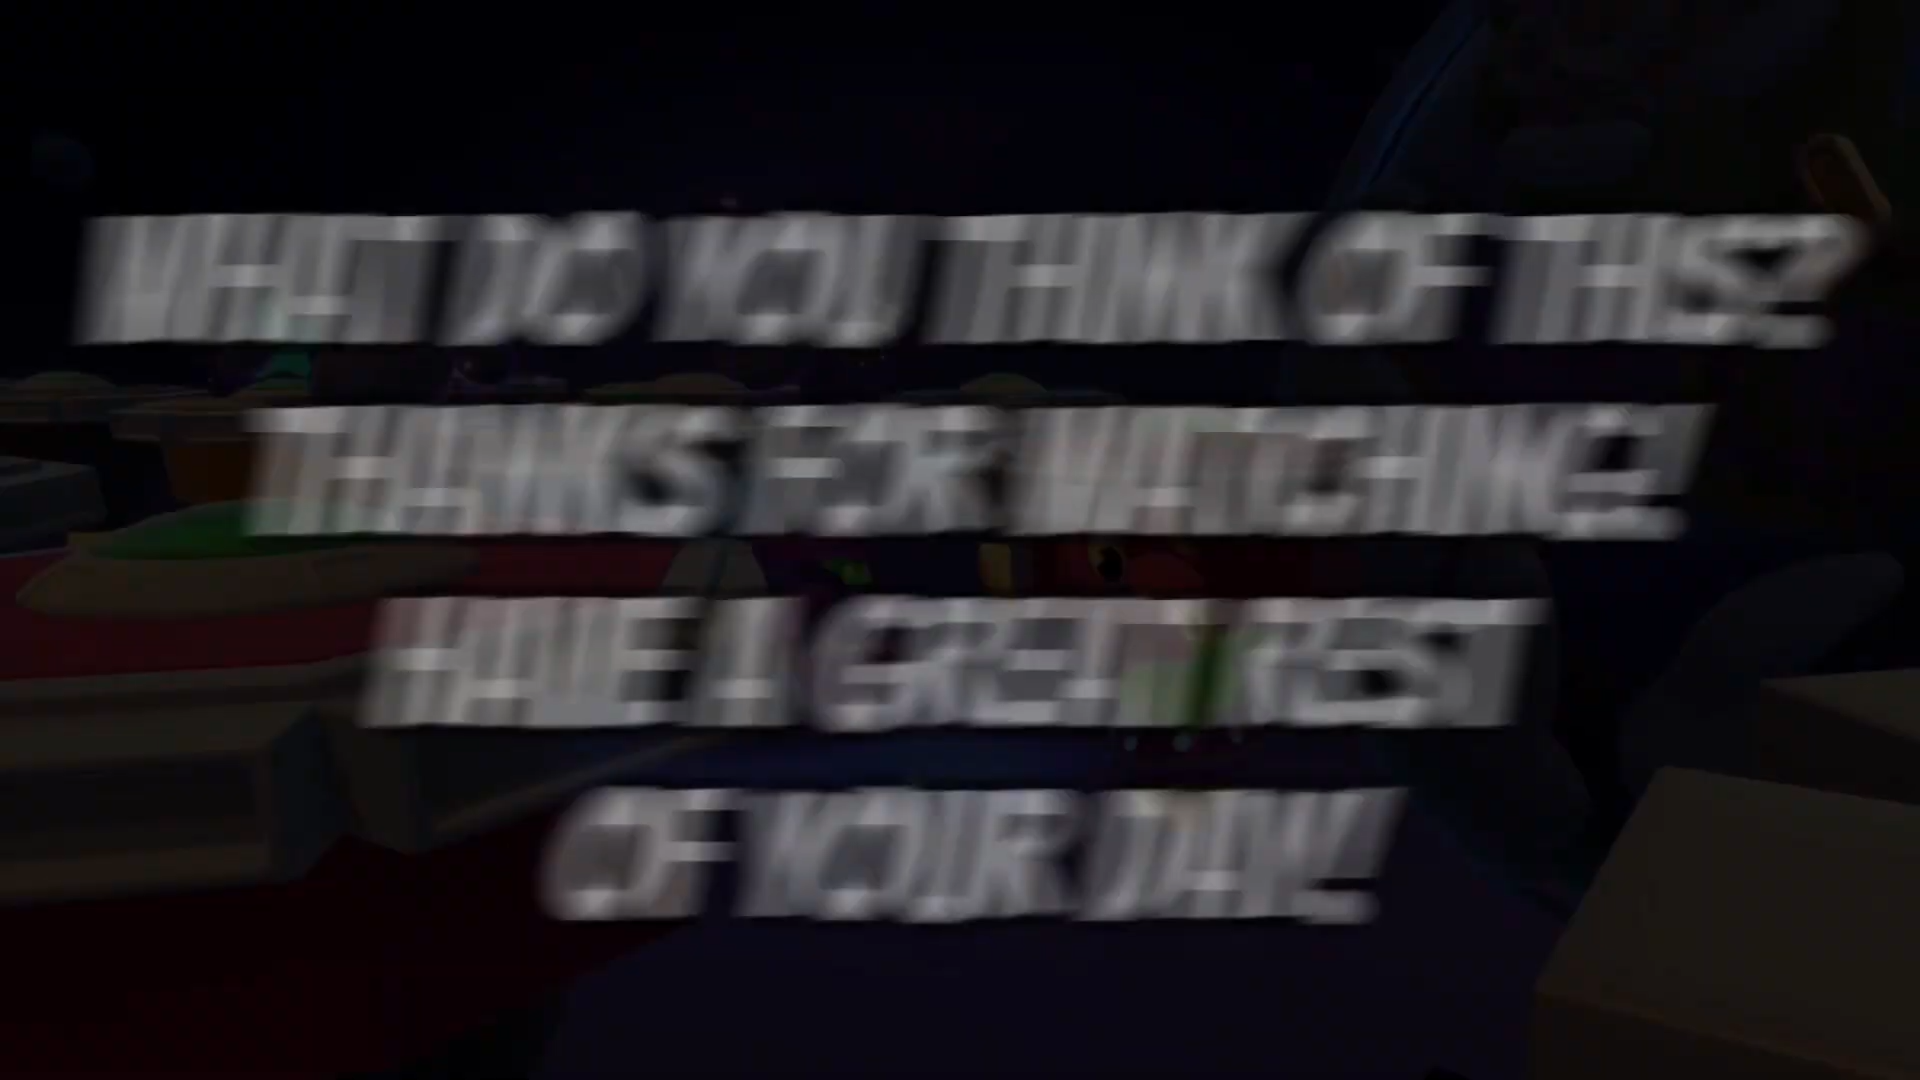 WHAT DO YOU THINK OF THIS?
THANKS FOR WATCHING!
HAVE A GREAT REST
OF YOUR DAY!